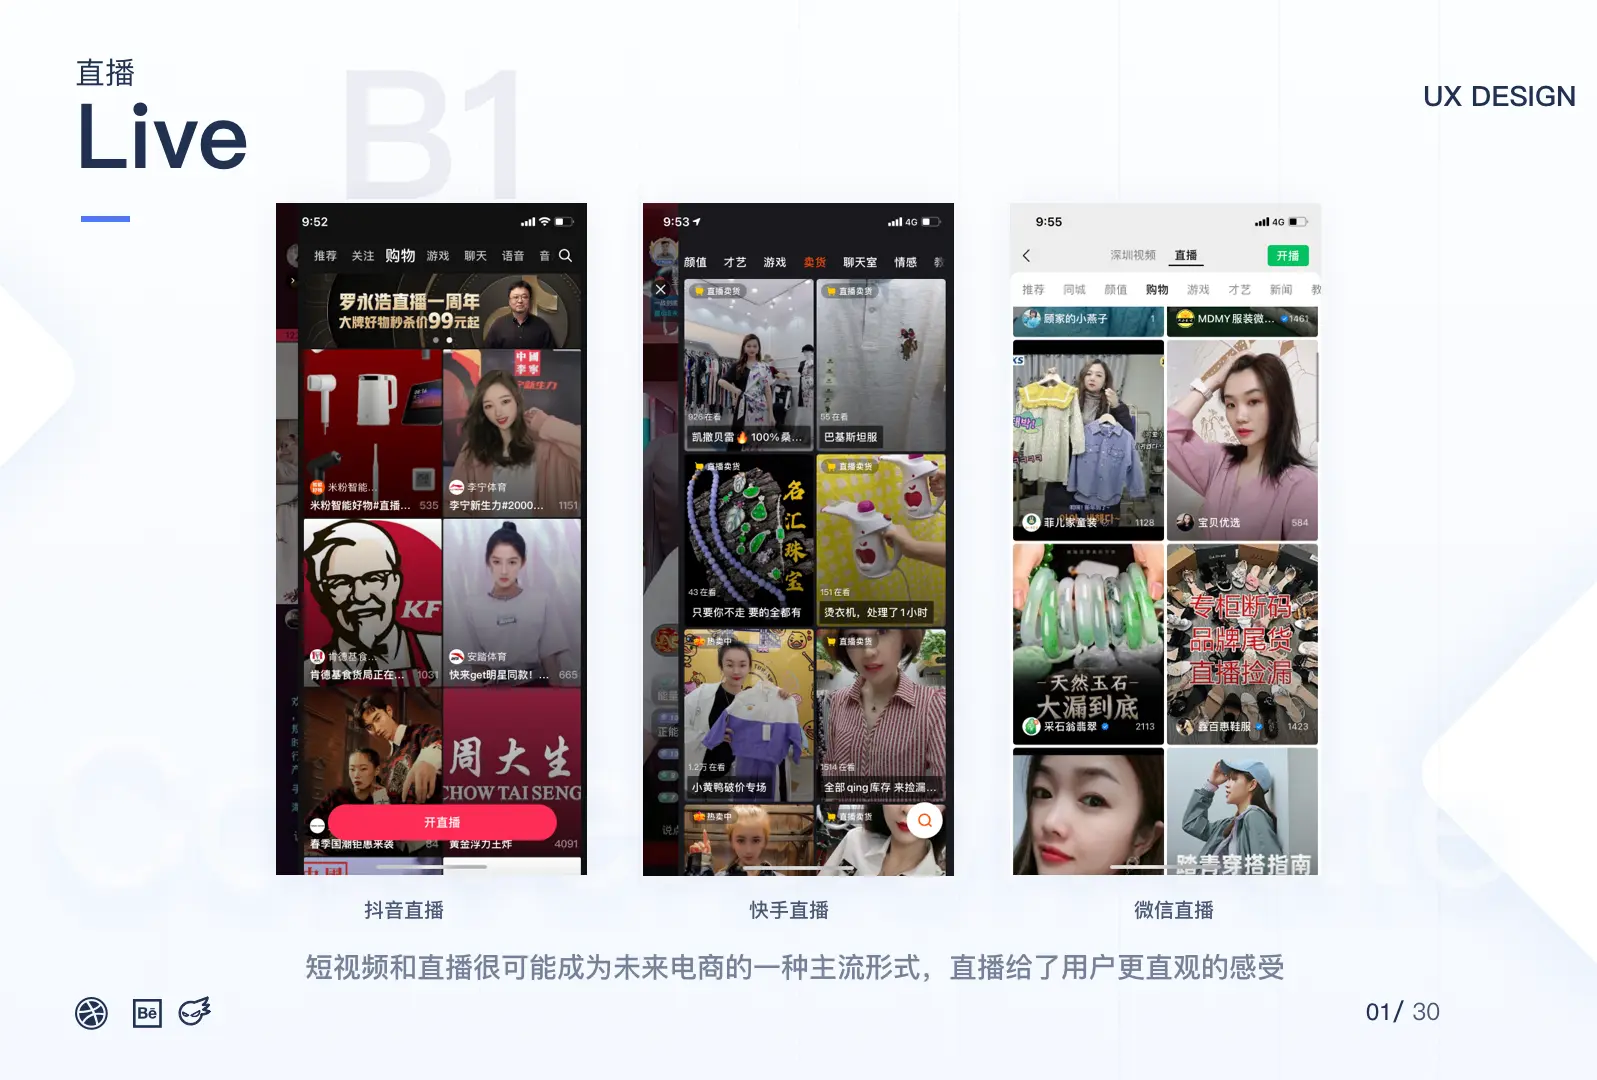 直播
Live
B1
UX DESIGN
9:52
推荐 关注 购物 游戏 聊天 语音 音
罗永浩直播一周年
大牌好物秒杀价99元起
中国
李宁
米粉智能...
米粉智能好物#直播... 535
李宁体育
李宁新生力#2000... 1151
KF
肯德基食...
肯德基食货局正在... 1031
安踏体育
快来get明星同款！... 665
周大生
CHOW TAI SENG
开直播
春季国潮钜惠来袭 84
黄金浮力王炸 4091
抖音直播
9:53 4G
颜值 才艺 游戏 卖货 聊天室 情感 教
直播卖货
926在看
凯撒贝雷🔥100%桑...
直播卖货
55在看
巴基斯坦服
直播卖货
名汇珠宝
43在看
只要你不走 要的全都有
直播卖货
151在看
烫衣机，处理了1小时
热卖中
1.2万在看
小黄鸭破价专场
直播卖货
1514在看
全部qing库存 来捡漏...
热卖中
直播卖货
快手直播
9:55 4G
深圳视频 直播 开播
推荐 同城 颜值 购物 游戏 才艺 新闻 教
顾家的小燕子 1
MDMY服装微... 1461
菲儿家童装 1128
宝贝优选 584
天然玉石
大漏到底
采石翁翡翠 2113
专柜断码
品牌尾货
直播捡漏
鑫百惠鞋服 1423
踏青穿搭指南
微信直播
短视频和直播很可能成为未来电商的一种主流形式，直播给了用户更直观的感受
Bē
01/ 30